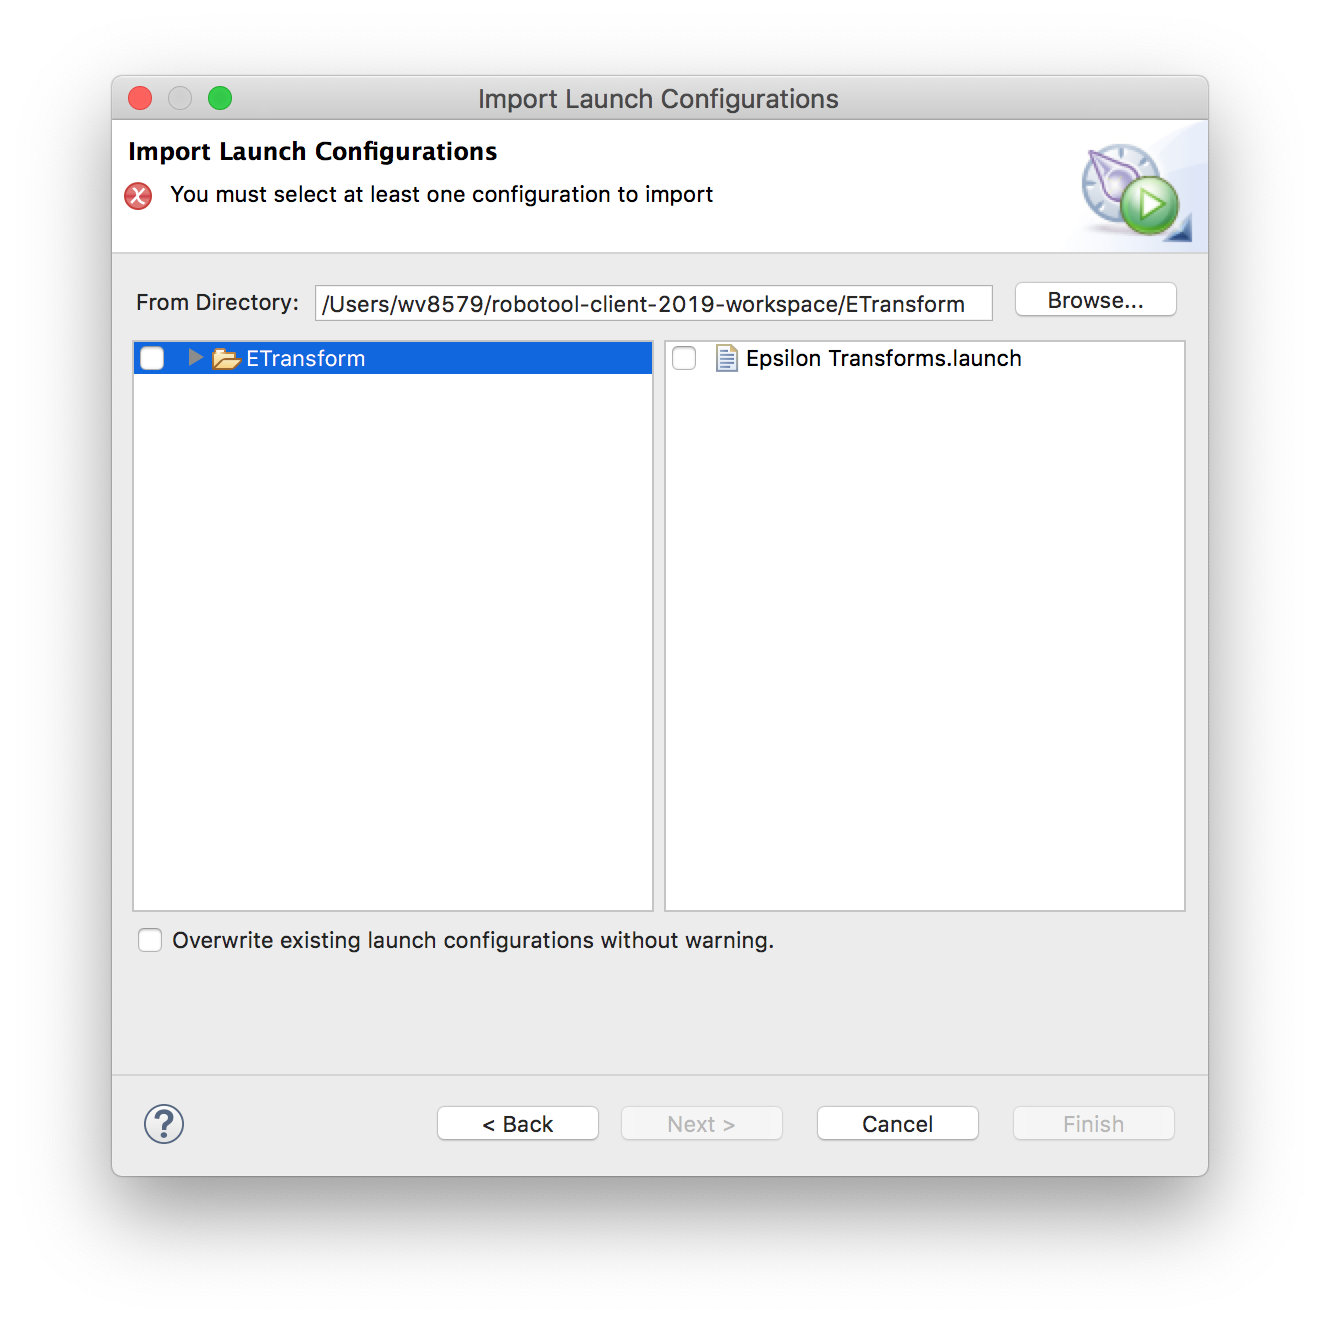 Import Launch Configurations
Import Launch Configurations
You must select at least one configuration to import
From Directory: /Users/wv8579/robotool-client-2019-workspace/ETransform Browse...
ETransform Epsilon Transforms.launch
Overwrite existing launch configurations without warning.
? < Back Next > Cancel Finish